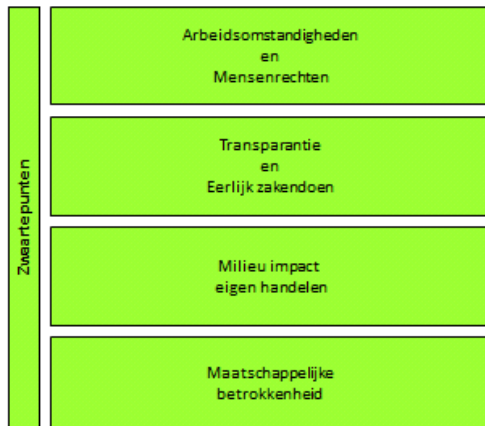 Zwaartepunten
Arbeidsomstandigheden
en
Mensenrechten
Transparantie
en
Eerlijk zakendoen
Milieu impact
eigen handelen
Maatschappelijke
betrokkenheid